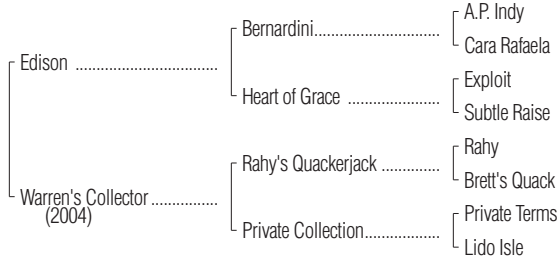 A.P. Indy
Bernardini
Cara Rafaela
Edison
Exploit
Heart of Grace
Subtle Raise
Rahy
Rahy's Quackerjack
Brett's Quack
Warren's Collector
(2004)
Private Terms
Private Collection
Lido Isle